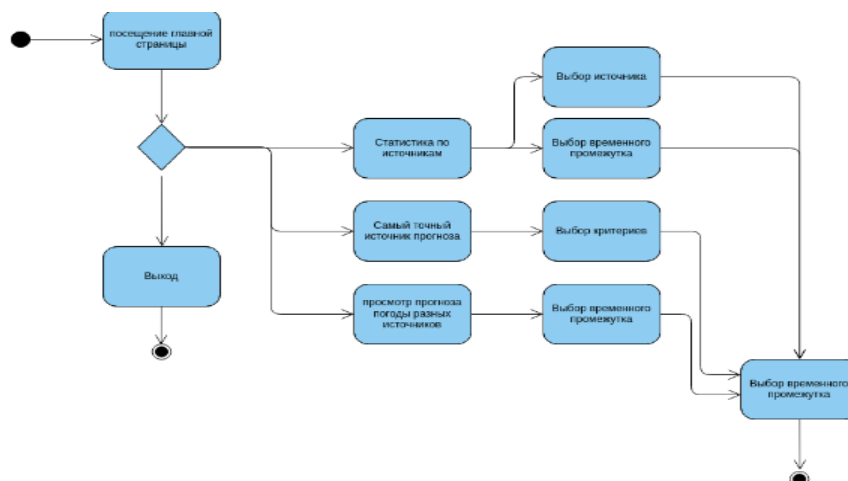 посещение главной
страницы
Выбор источника
Статистика по
источникам
Выбор временного
промежутка
Самый точный
источник прогноза
Выбор критериев
Выход
просмотр прогноза
погоды разных
источников
Выбор временного
промежутка
Выбор временного
промежутка